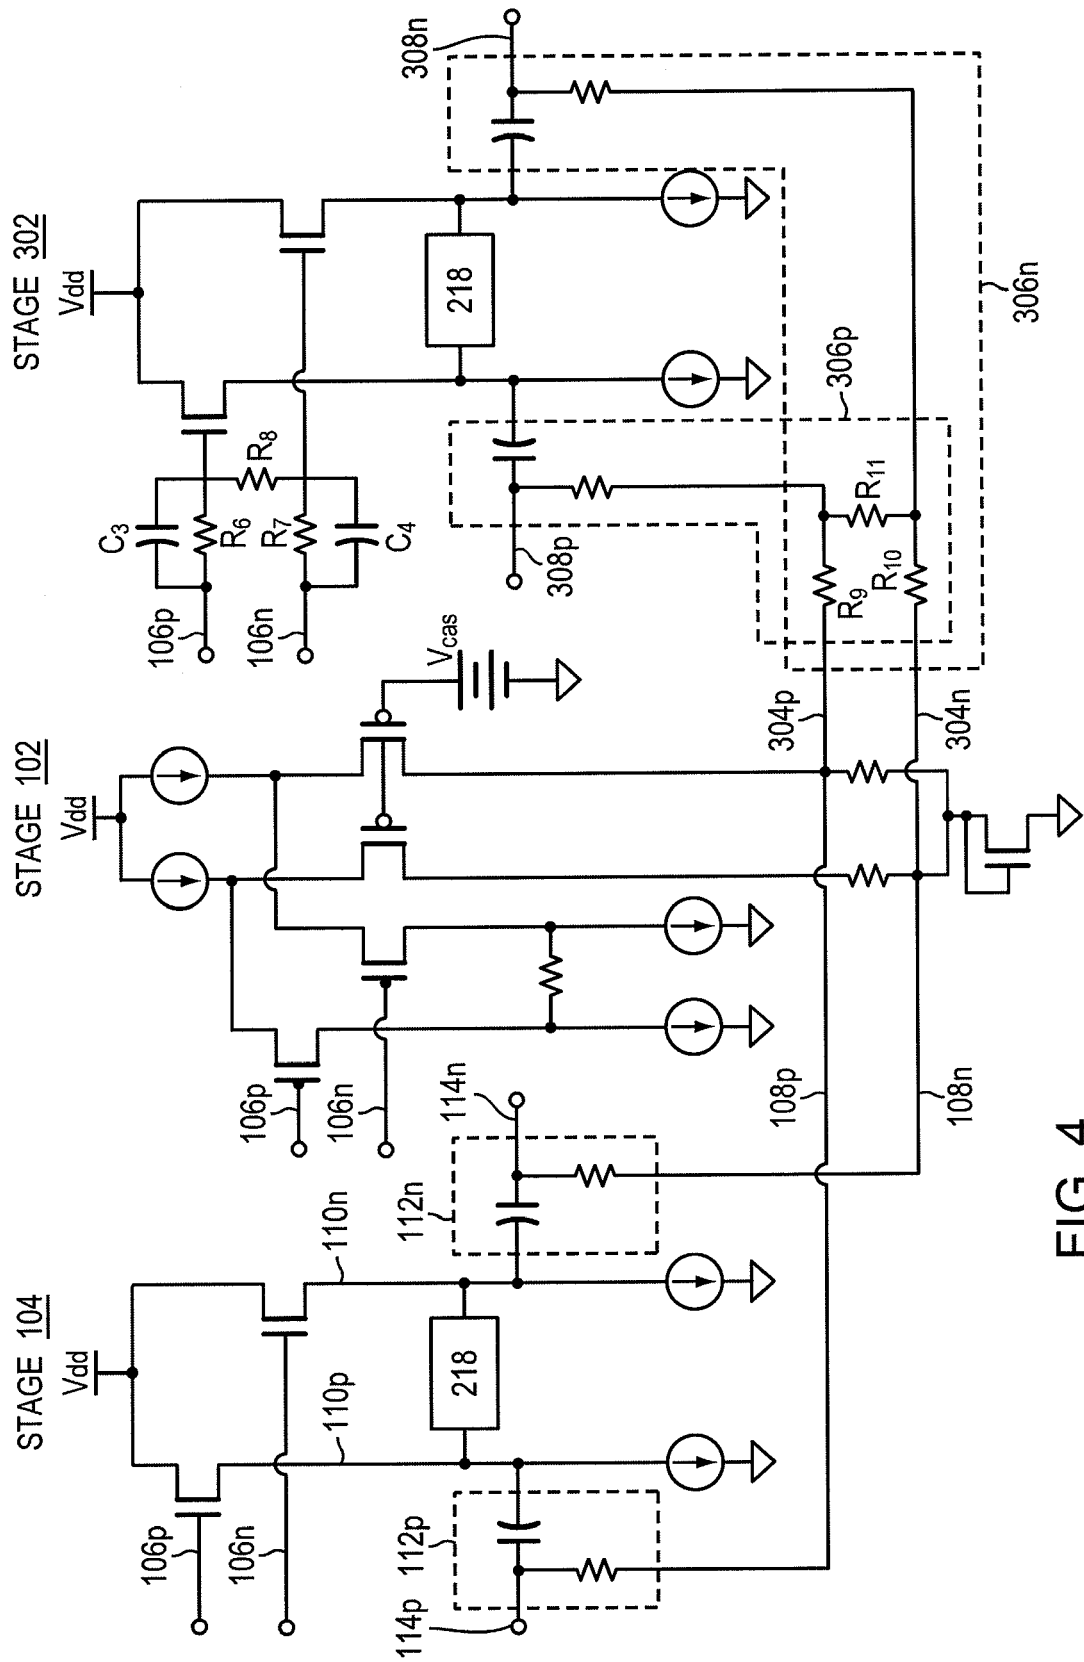 STAGE 104
Vdd
106p
106n
110p
110n
218
112p
112n
114p
114n
STAGE 102
Vdd
106p
106n
Vcas
108p
108n
304p
304n
STAGE 302
Vdd
106p
106n
C3
R6
R7
C4
R8
218
308p
308n
306p
306n
R9
R10
R11
FIG. 4